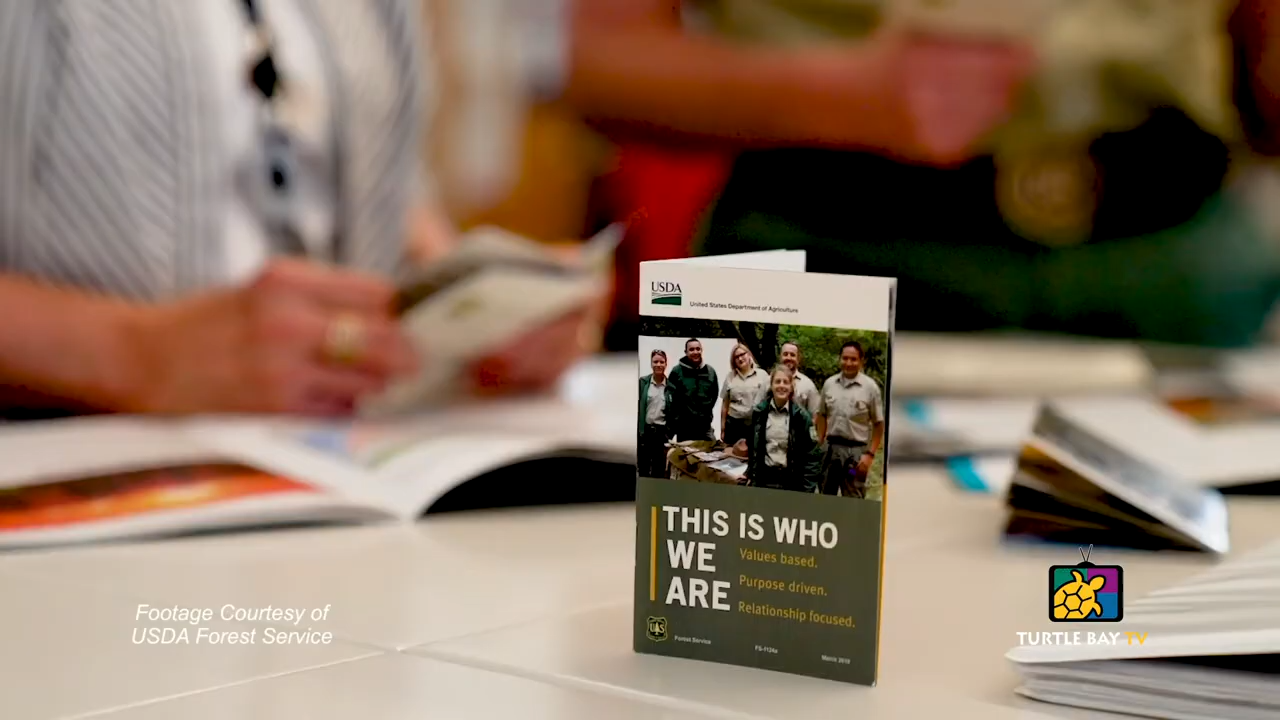 USDA
United States Department of Agriculture
THIS IS WHO
WE
ARE
Values based.
Purpose driven.
Relationship focused.
Forest Service
FS-1124a
March 2019
Footage Courtesy of
USDA Forest Service
TURTLE BAY TV